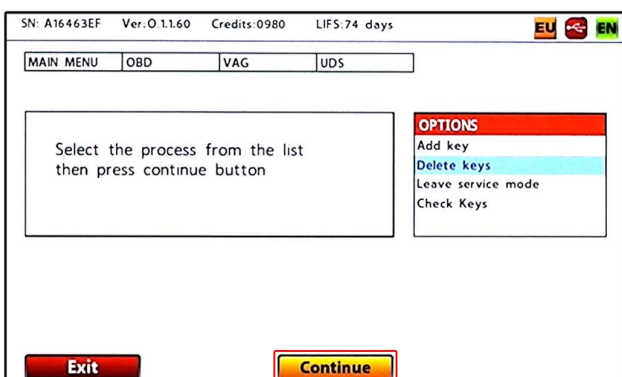 SN: A16463EF Ver:0.1.1.60 Credits:0980 LIFS:74 days EU EN
MAIN MENU OBD VAG UDS
Select the process from the list
then press continue button
OPTIONS
Add key
Delete keys
Leave service mode
Check Keys
Exit Continue